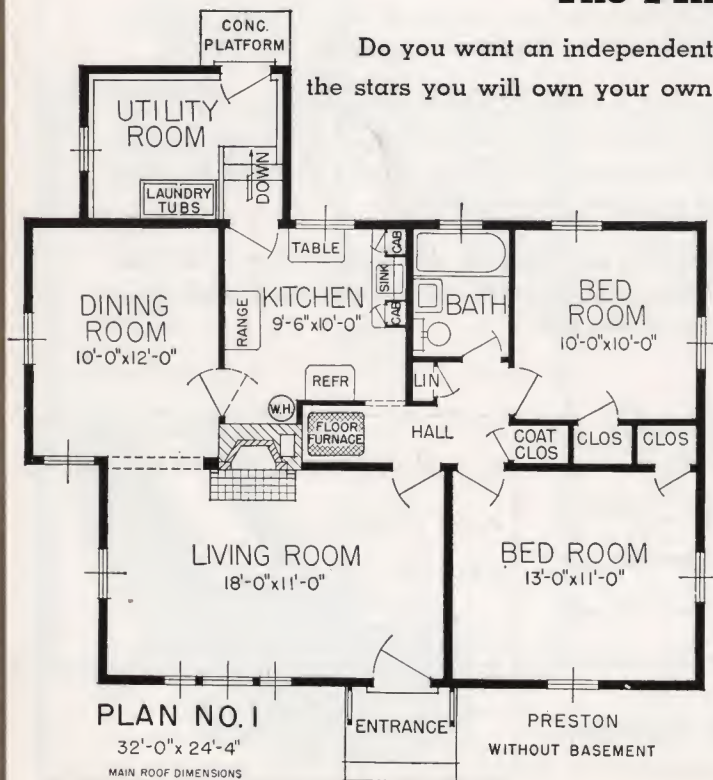 Do you want an independent
the stars you will own your own
CONC.
PLATFORM
UTILITY
ROOM
LAUNDRY
TUBS
DOWN
TABLE
CAB
SINK
CAB
DINING
ROOM
10'-0"x12'-0"
RANGE
KITCHEN
9'-6"x10'-0"
BATH
BED
ROOM
10'-0"x10'-0"
REFR
LIN
W.H.
FLOOR
FURNACE
HALL
COAT
CLOS
CLOS
CLOS
LIVING ROOM
18'-0"x11'-0"
BED ROOM
13'-0"x11'-0"
PLAN NO. 1
32'-0"x 24'-4"
MAIN ROOF DIMENSIONS
ENTRANCE
PRESTON
WITHOUT BASEMENT